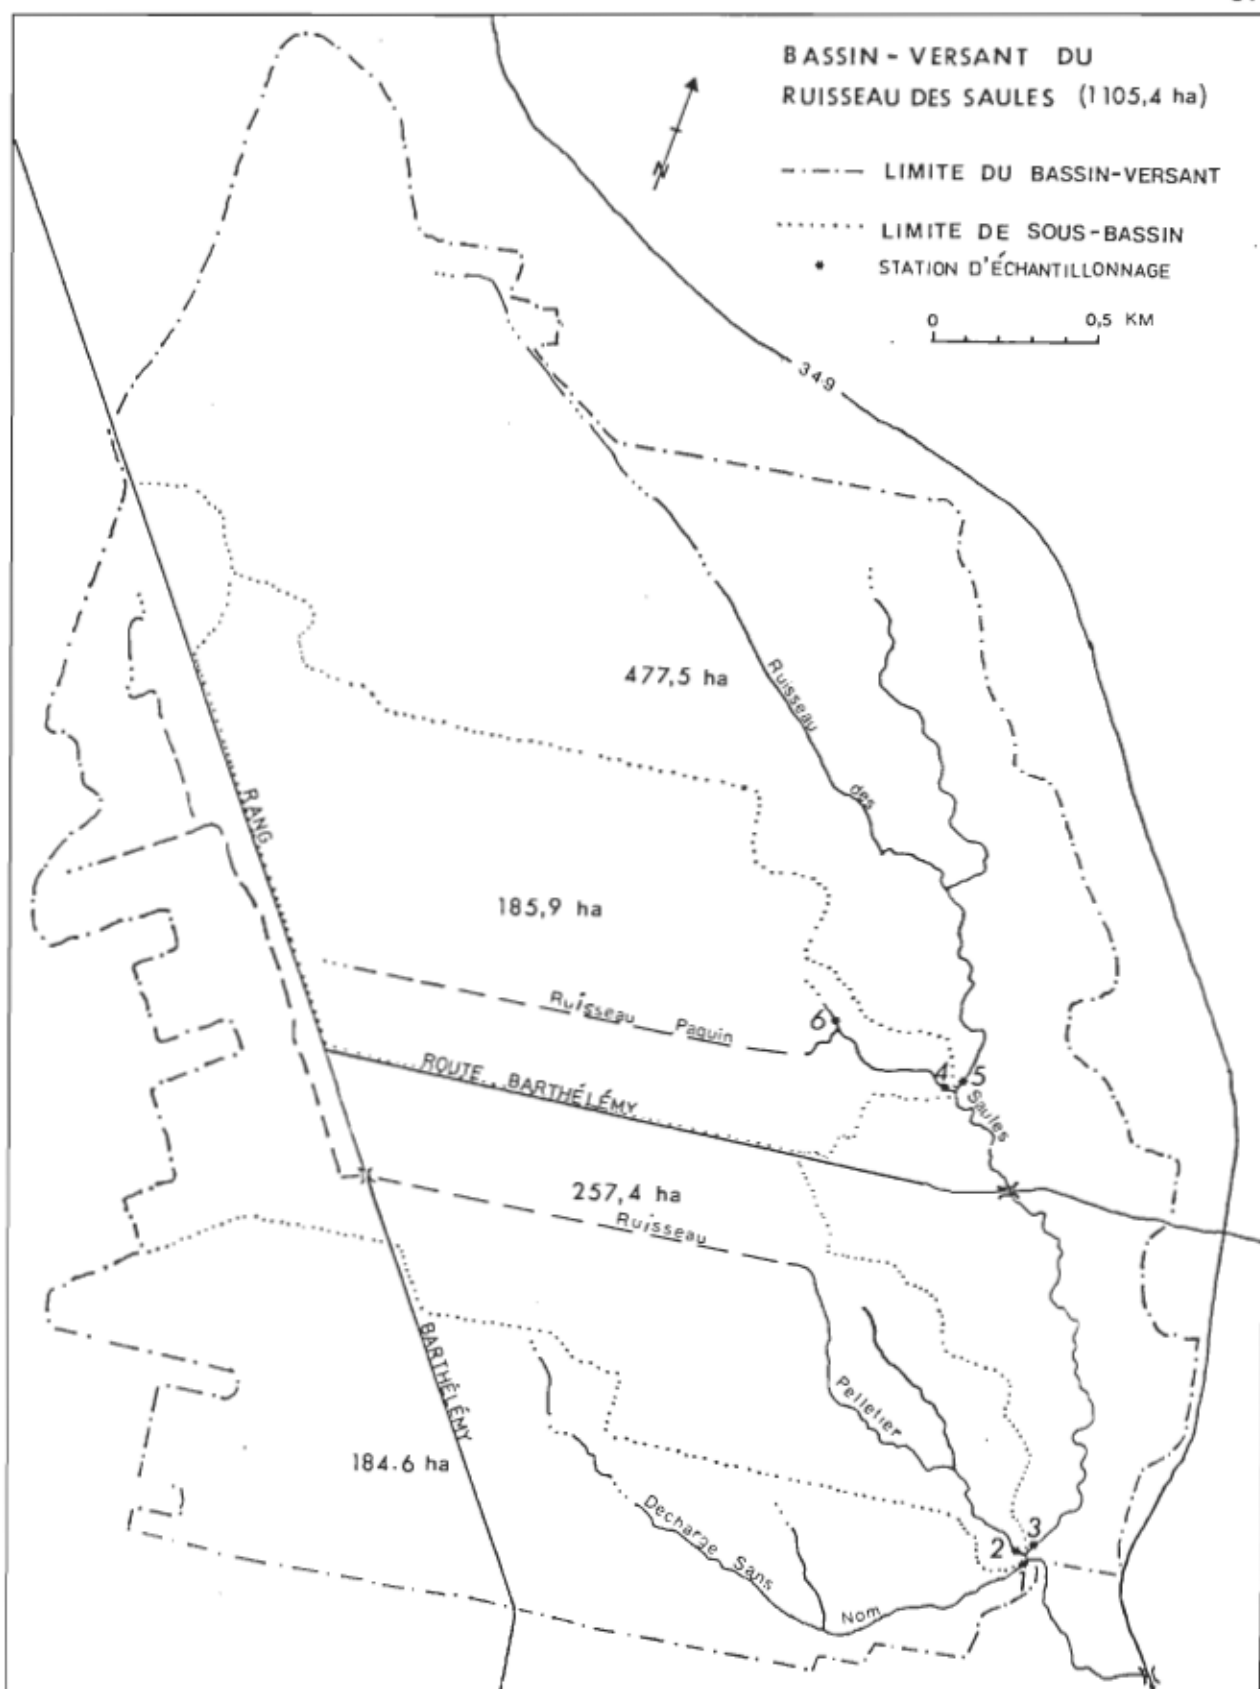 BASSIN-VERSANT DU
RUISSEAU DES SAULES (1105,4 ha)
N
LIMITE DU BASSIN-VERSANT
LIMITE DE SOUS-BASSIN
STATION D'ÉCHANTILLONNAGE
0 0,5 KM
349
477,5 ha
Ruisseau
des
Saules
RANG
185,9 ha
Ruisseau Paquin
6
4
5
ROUTE BARTHÉLÉMY
257,4 ha
Ruisseau
Pelletier
BARTHÉLÉMY
184.6 ha
Decharge Sans
Nom
2
3
1